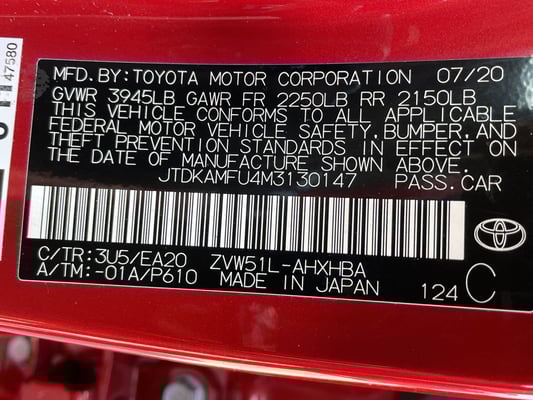 47580
MFD.BY:TOYOTA MOTOR CORPORATION 07/20
GVWR 3945LB GAWR FR 2250LB RR 2150LB
THIS VEHICLE CONFORMS TO ALL APPLICABLE
FEDERAL MOTOR VEHICLE SAFETY,BUMPER,AND
THEFT PREVENTION STANDARDS IN EFFECT ON
THE DATE OF MANUFACTURE SHOWN ABOVE.
JTDKAMFU4M3130147 PASS.CAR
C/TR:3U5/EA20 ZVW51L-AHXHBA
A/TM:-01A/P610 MADE IN JAPAN 124 C